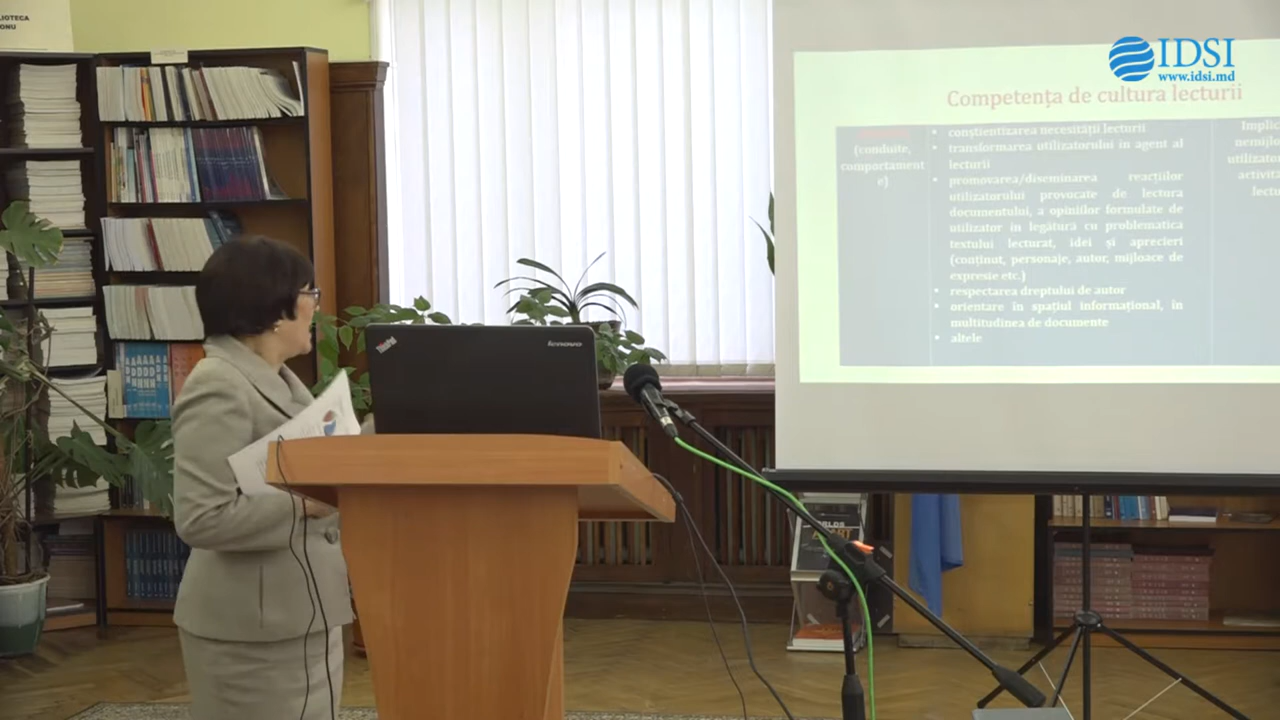 LIOTECA
ONU
IDSI
www.idsi.md
Competența de cultura lecturii
(conduite,
comportament
e)
• conștientizarea necesității lecturii
• transformarea utilizatorului în agent al
lecturii
• promovarea/diseminarea reacțiilor
utilizatorului provocate de lectura
documentului, a opiniilor formulate de
utilizator în legătură cu problematica
textului lecturat, idei și aprecieri
(conținut, personaje, autor, mijloace de
expresie etc.)
• respectarea dreptului de autor
• orientare în spațiul informațional, în
multitudinea de documente
• altele
Implic
nemijlo
utilizato
activită
lectu
ThinkPad
lenovo